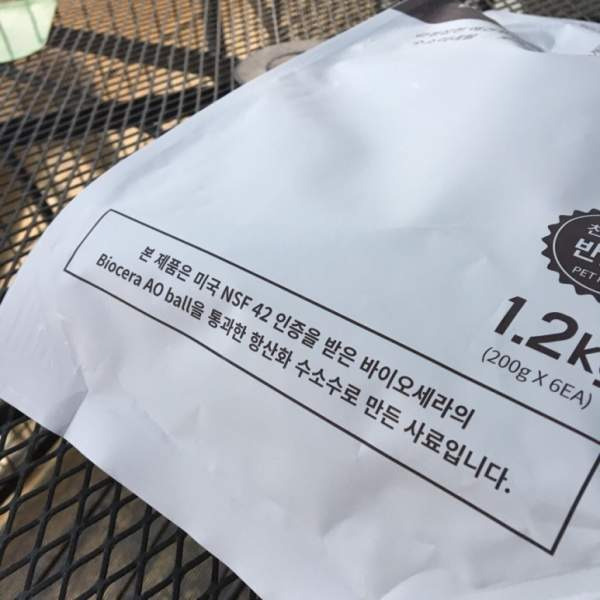 본 제품은 미국 NSF 42 인증을 받은 바이오세라의
Biocera AO ball을 통과한 항산화 수소수로 만든 사료입니다.
PET
1.2K
(200g X 6EA)